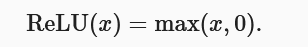 ReLU(x) = max(x, 0).